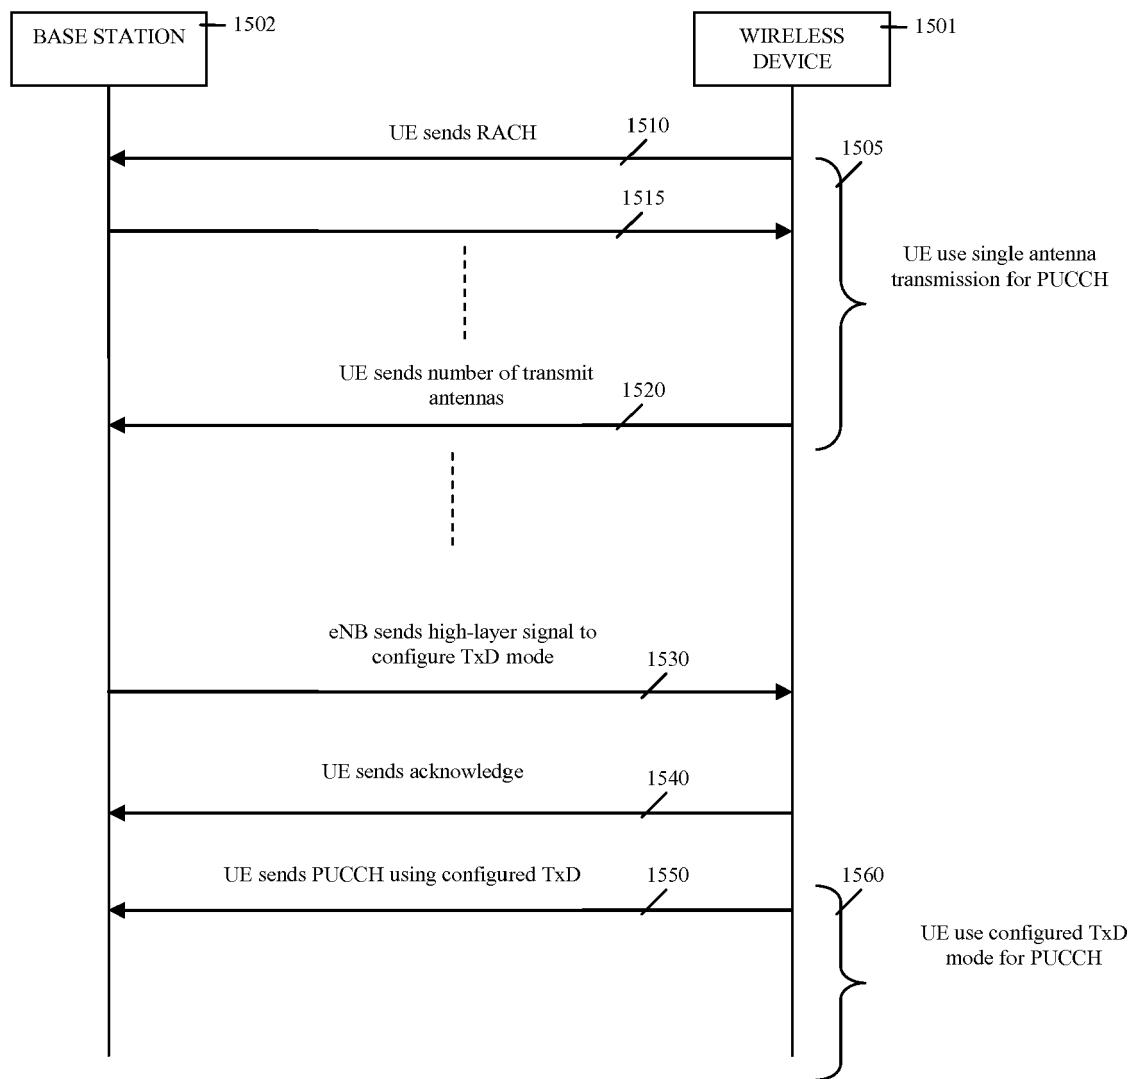 BASE STATION
1502
WIRELESS
DEVICE
1501
UE sends RACH
1510
1505
1515
UE use single antenna
transmission for PUCCH
UE sends number of transmit
antennas
1520
eNB sends high-layer signal to
configure TxD mode
1530
UE sends acknowledge
1540
UE sends PUCCH using configured TxD
1550
1560
UE use configured TxD
mode for PUCCH